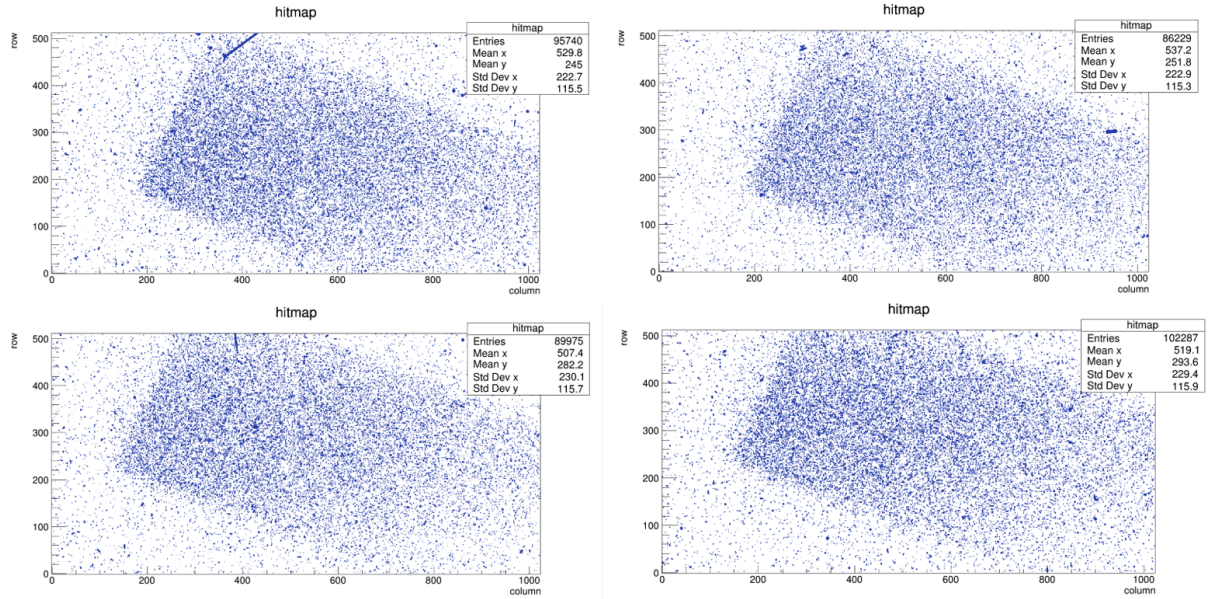 hitmap
row
hitmap
Entries 95740
Mean x 529.8
Mean y 245
Std Dev x 222.7
Std Dev y 115.5
500
400
300
200
100
0
0 200 400 600 800 1000
column
hitmap
row
hitmap
Entries 86229
Mean x 537.2
Mean y 251.8
Std Dev x 222.9
Std Dev y 115.3
500
400
300
200
100
0
0 200 400 600 800 1000
column
hitmap
row
hitmap
Entries 89975
Mean x 507.4
Mean y 282.2
Std Dev x 230.1
Std Dev y 115.7
500
400
300
200
100
0
0 200 400 600 800 1000
column
hitmap
row
hitmap
Entries 102287
Mean x 519.1
Mean y 293.6
Std Dev x 229.4
Std Dev y 115.9
500
400
300
200
100
0
0 200 400 600 800 1000
column